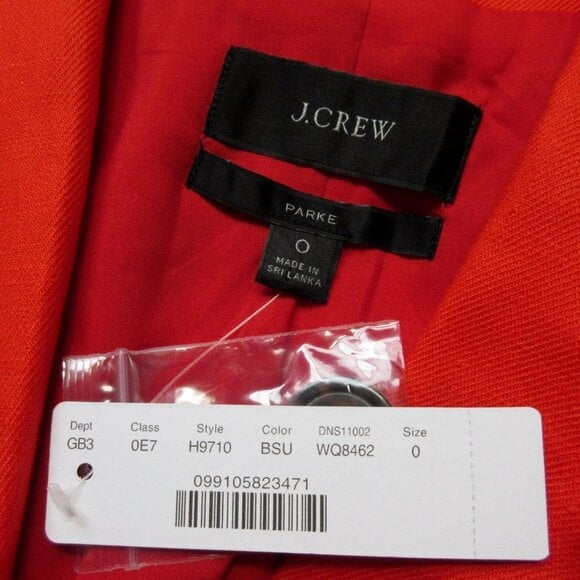 J.CREW
PARKE
0
MADE IN
SRI LANKA
Dept Class Style Color DNS11002 Size
GB3 0E7 H9710 BSU WQ8462 0
099105823471